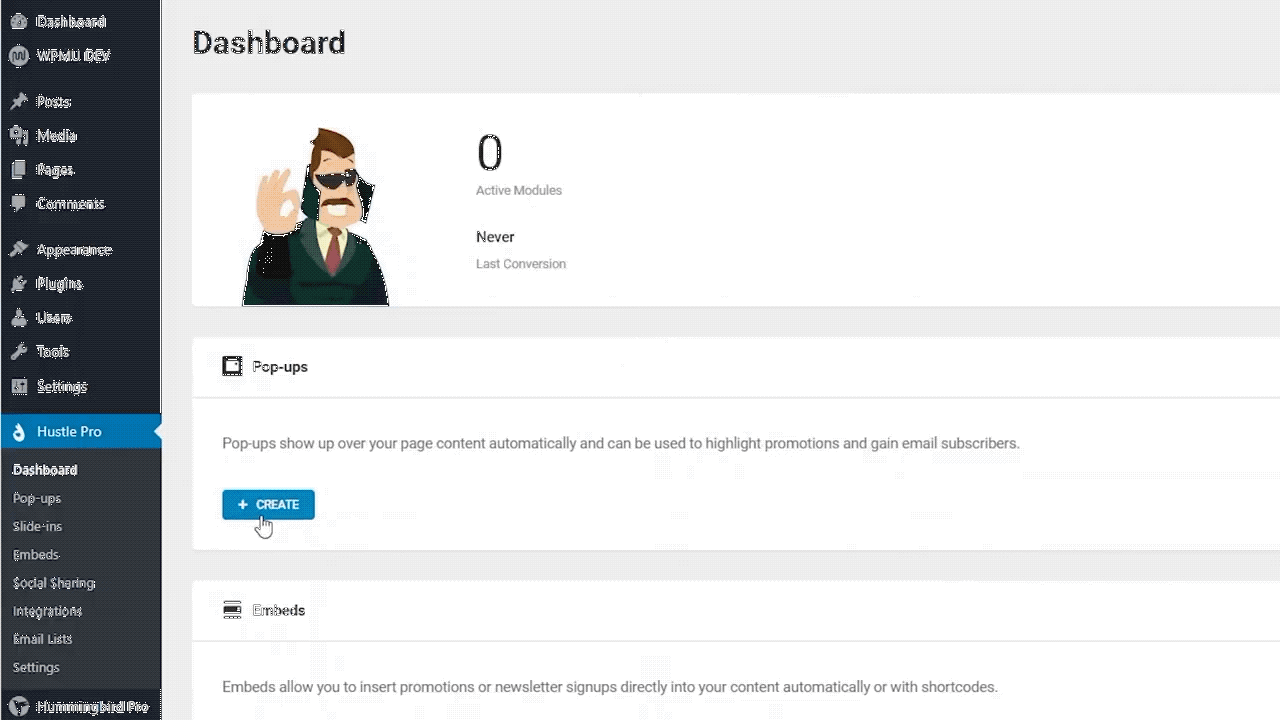 Dashboard
WPMU DEV
Posts
Media
Pages
Comments
Appearance
Plugins
Users
Tools
Settings
Hustle Pro
Dashboard
Pop-ups
Slide-ins
Embeds
Social Sharing
Integrations
Email Lists
Settings
Hummingbird Pro
Dashboard
0
Active Modules
Never
Last Conversion
Pop-ups
Pop-ups show up over your page content automatically and can be used to highlight promotions and gain email subscribers.
+ CREATE
Embeds
Embeds allow you to insert promotions or newsletter signups directly into your content automatically or with shortcodes.